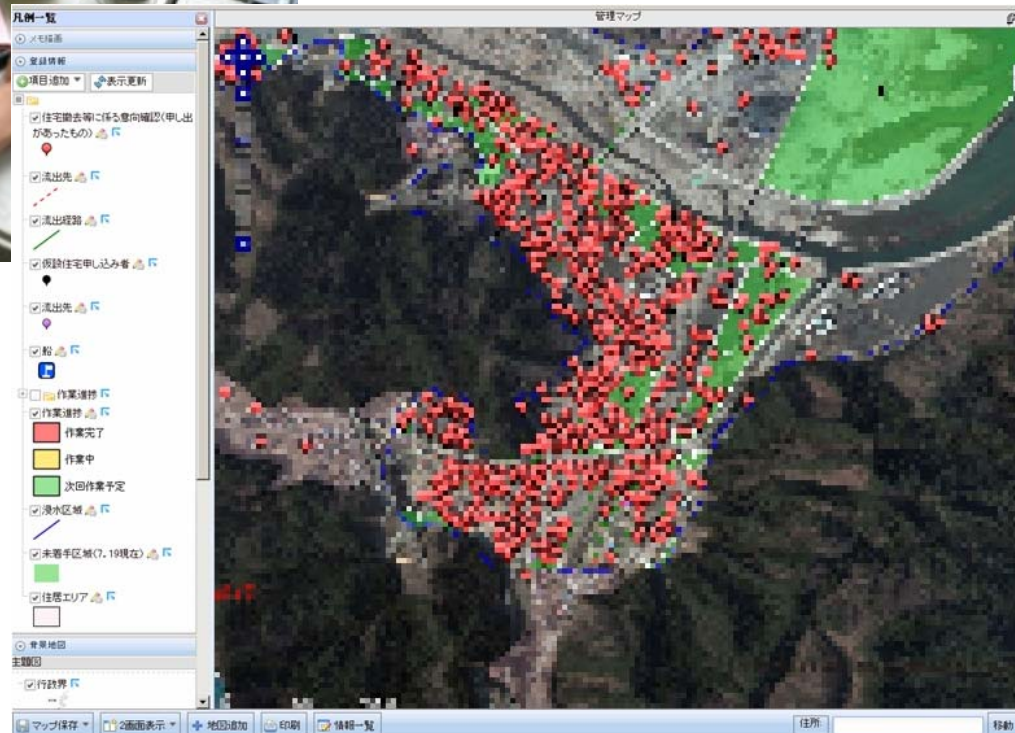 凡例一覧
管理マップ
メモ描画
登録情報
項目追加
表示更新
住宅撤去等に係る意向確認(申し出
があったもの)
流出先
流出経路
仮設住宅申し込み者
流出先
船
作業進捗
作業進捗
作業完了
作業中
次回作業予定
浸水区域
未着手区域(7.19現在)
住居エリア
背景地図
主題図
行政界
マップ保存
2画面表示
地図追加
印刷
情報一覧
住所:
移動